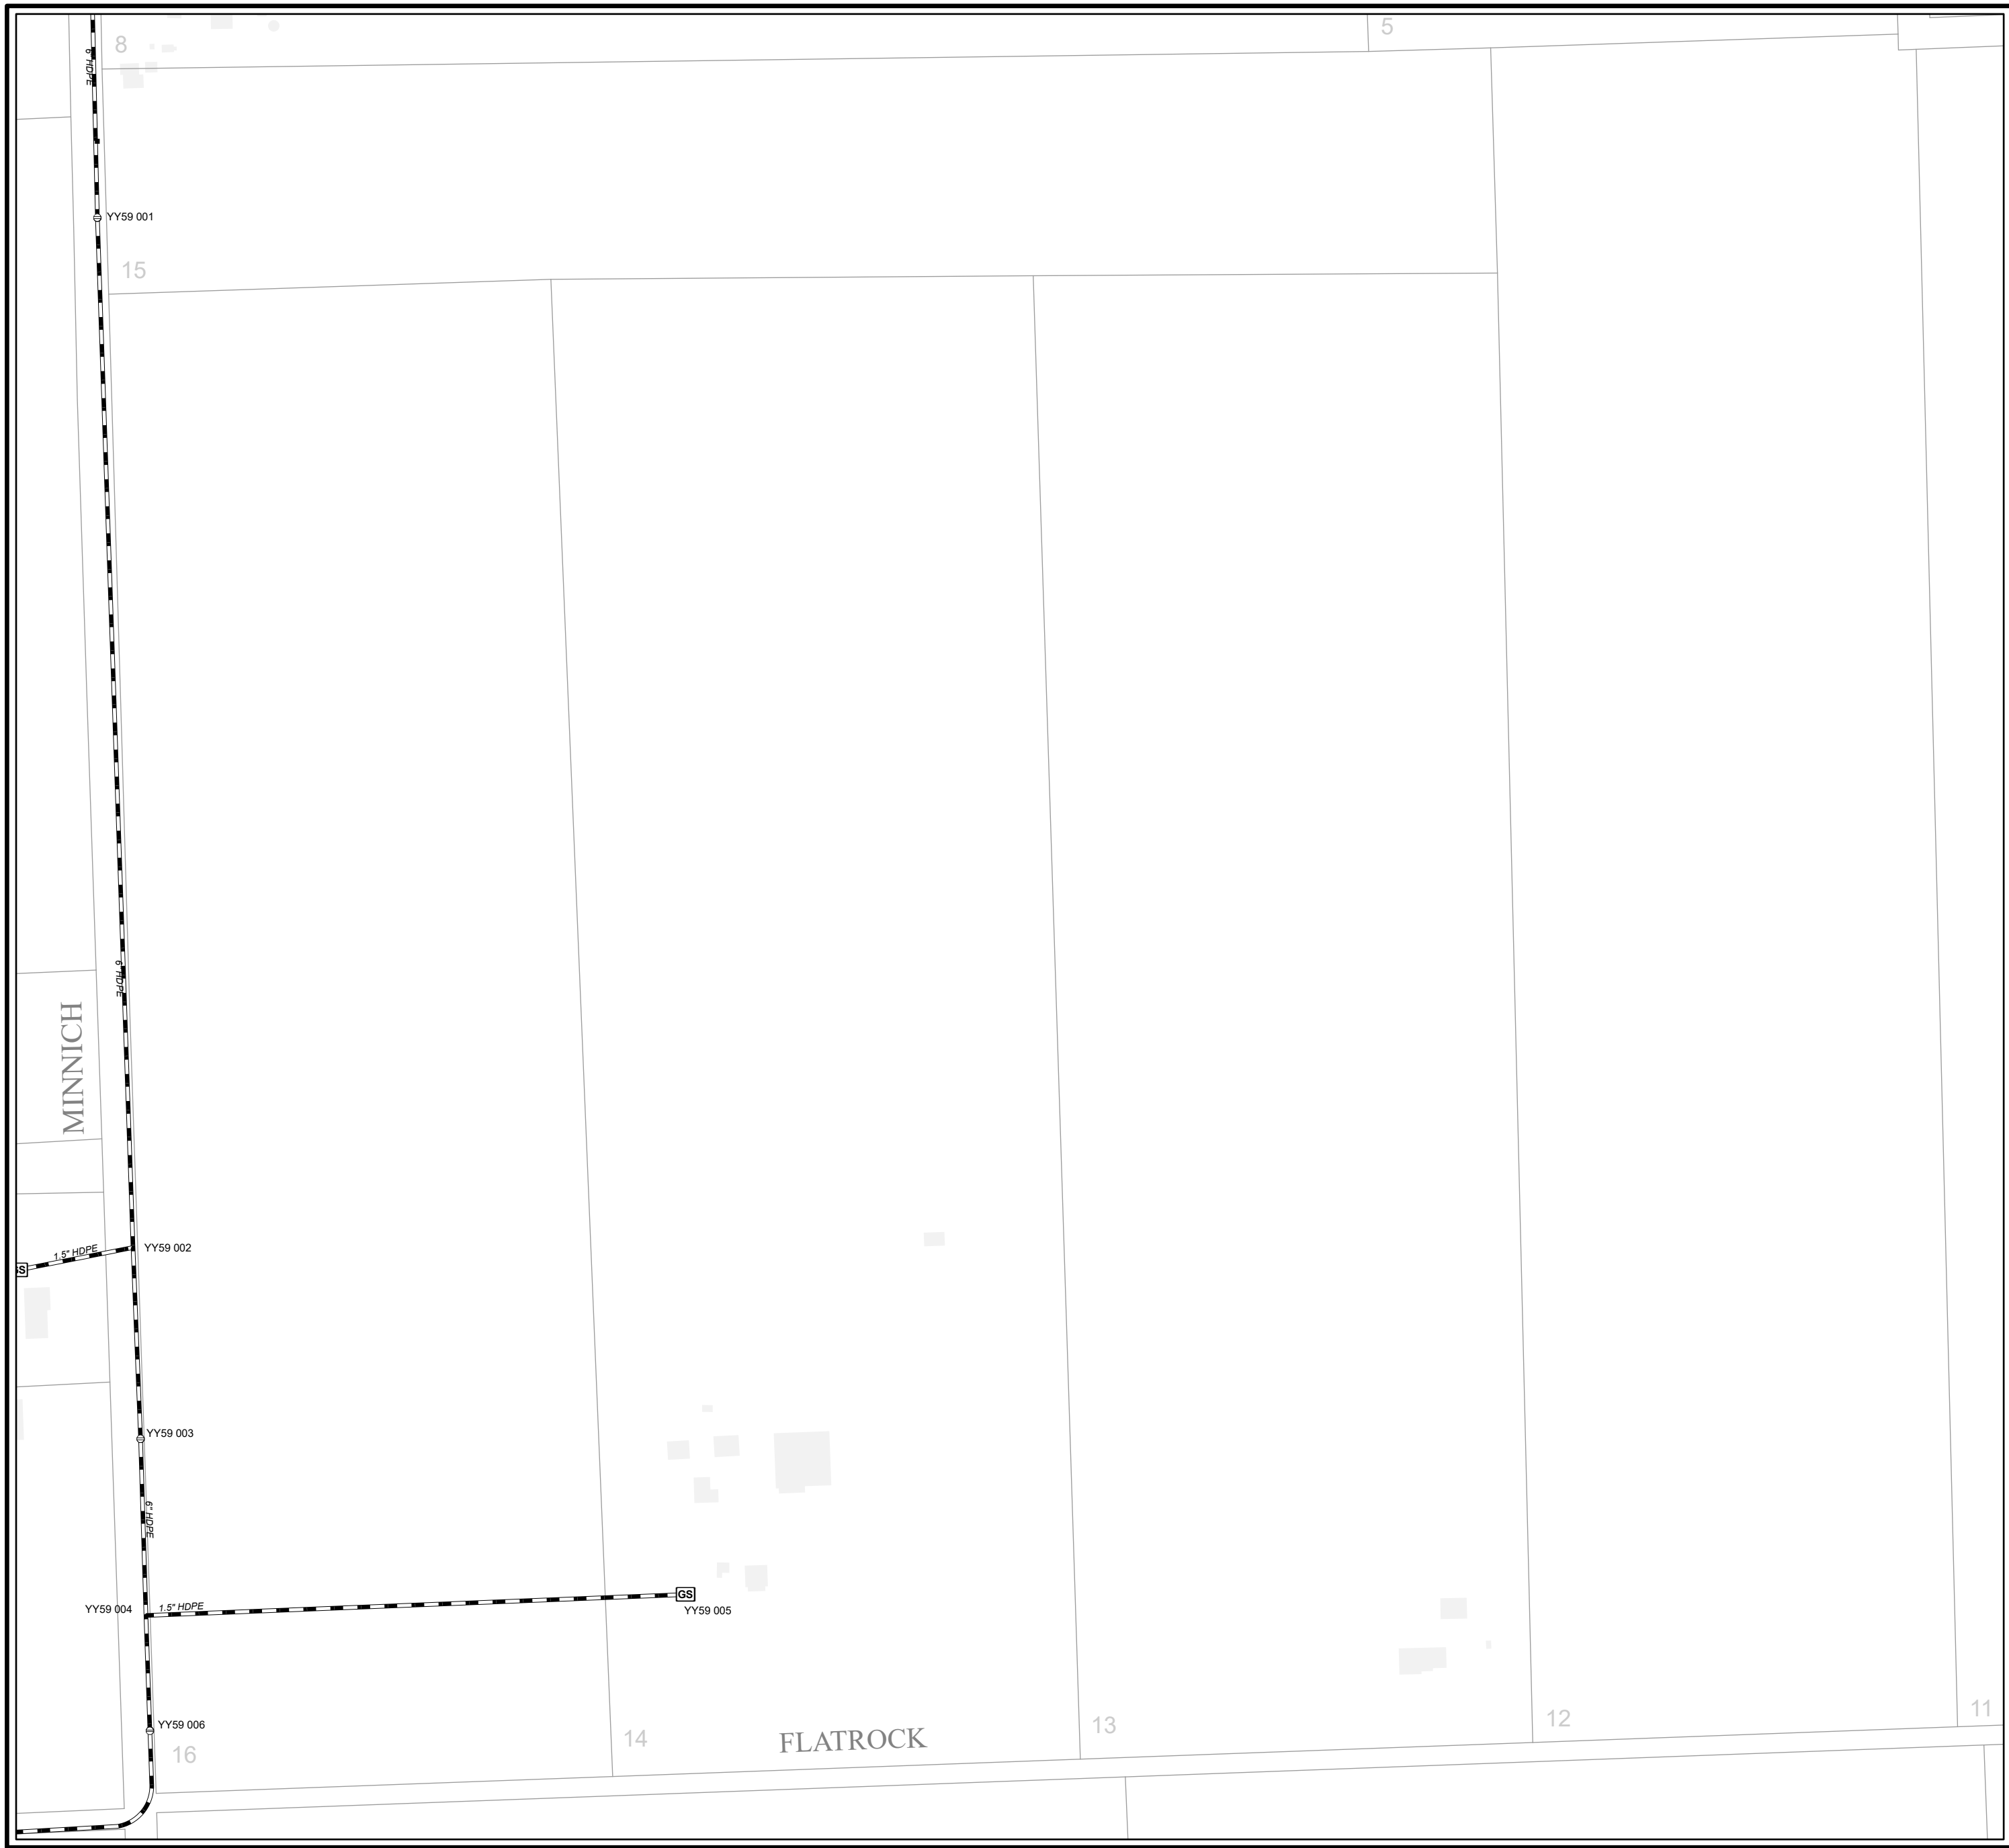 8
5
6" HDPE
YY59 001
15
6" HDPE
MINNICH
YY59 002
1.5" HDPE
YY59 003
6" HDPE
YY59 004
1.5" HDPE
GS
YY59 005
YY59 006
16
14
FLATROCK
13
12
11